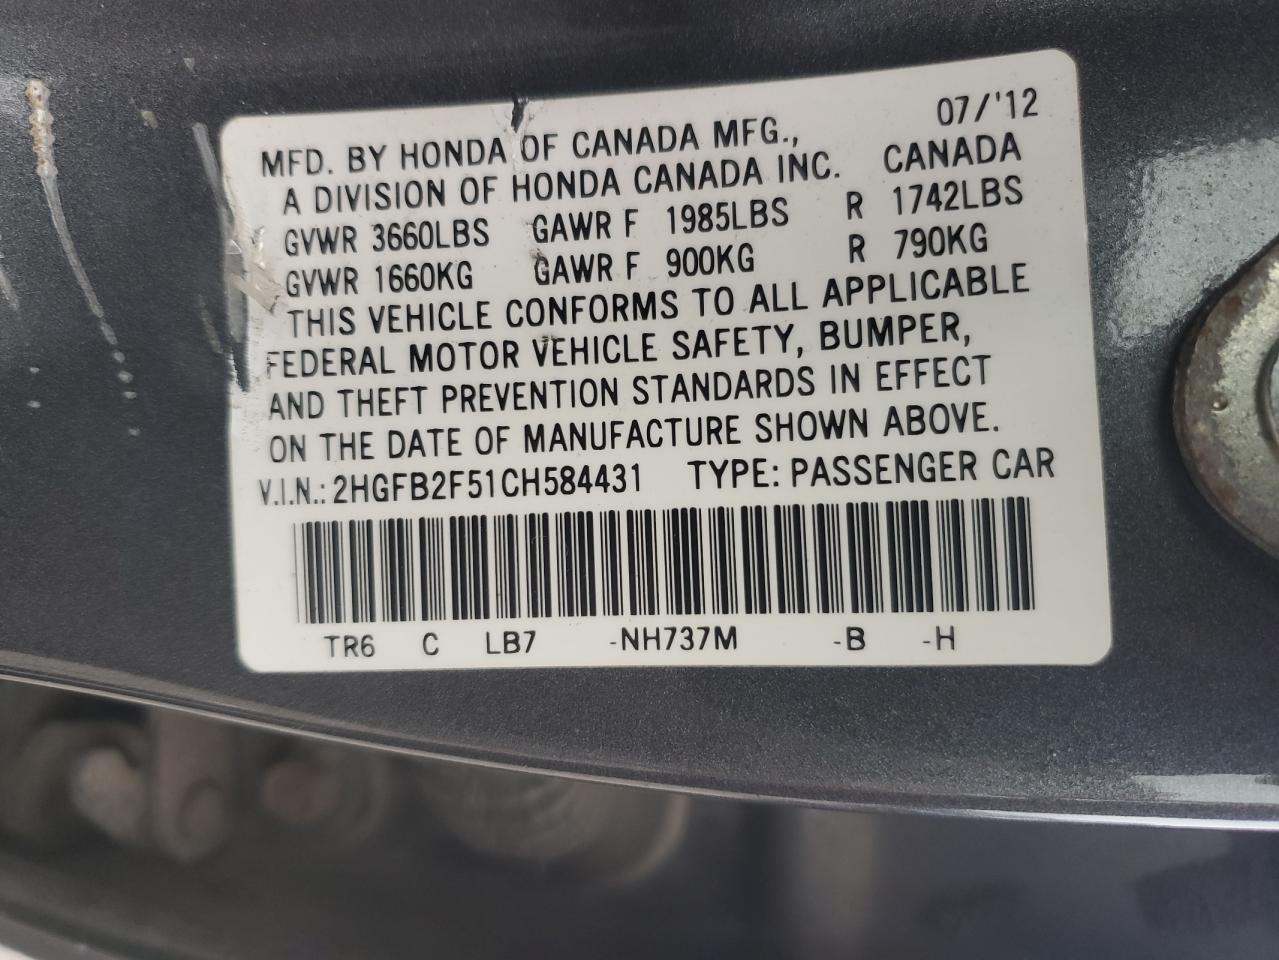 07/'12
MFD. BY HONDA OF CANADA MFG.,
A DIVISION OF HONDA CANADA INC. CANADA
GVWR 3660LBS GAWR F 1985LBS R 1742LBS
GVWR 1660KG GAWR F 900KG R 790KG
THIS VEHICLE CONFORMS TO ALL APPLICABLE
FEDERAL MOTOR VEHICLE SAFETY, BUMPER,
AND THEFT PREVENTION STANDARDS IN EFFECT
ON THE DATE OF MANUFACTURE SHOWN ABOVE.
V.I.N.: 2HGFB2F51CH584431 TYPE: PASSENGER CAR
TR6 C LB7 -NH737M -B -H